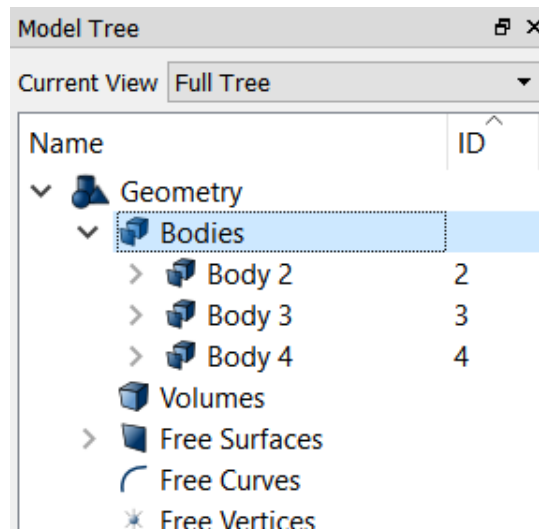 Model Tree
Current View Full Tree
Name ID
Geometry
Bodies
Body 2 2
Body 3 3
Body 4 4
Volumes
Free Surfaces
Free Curves
Free Vertices